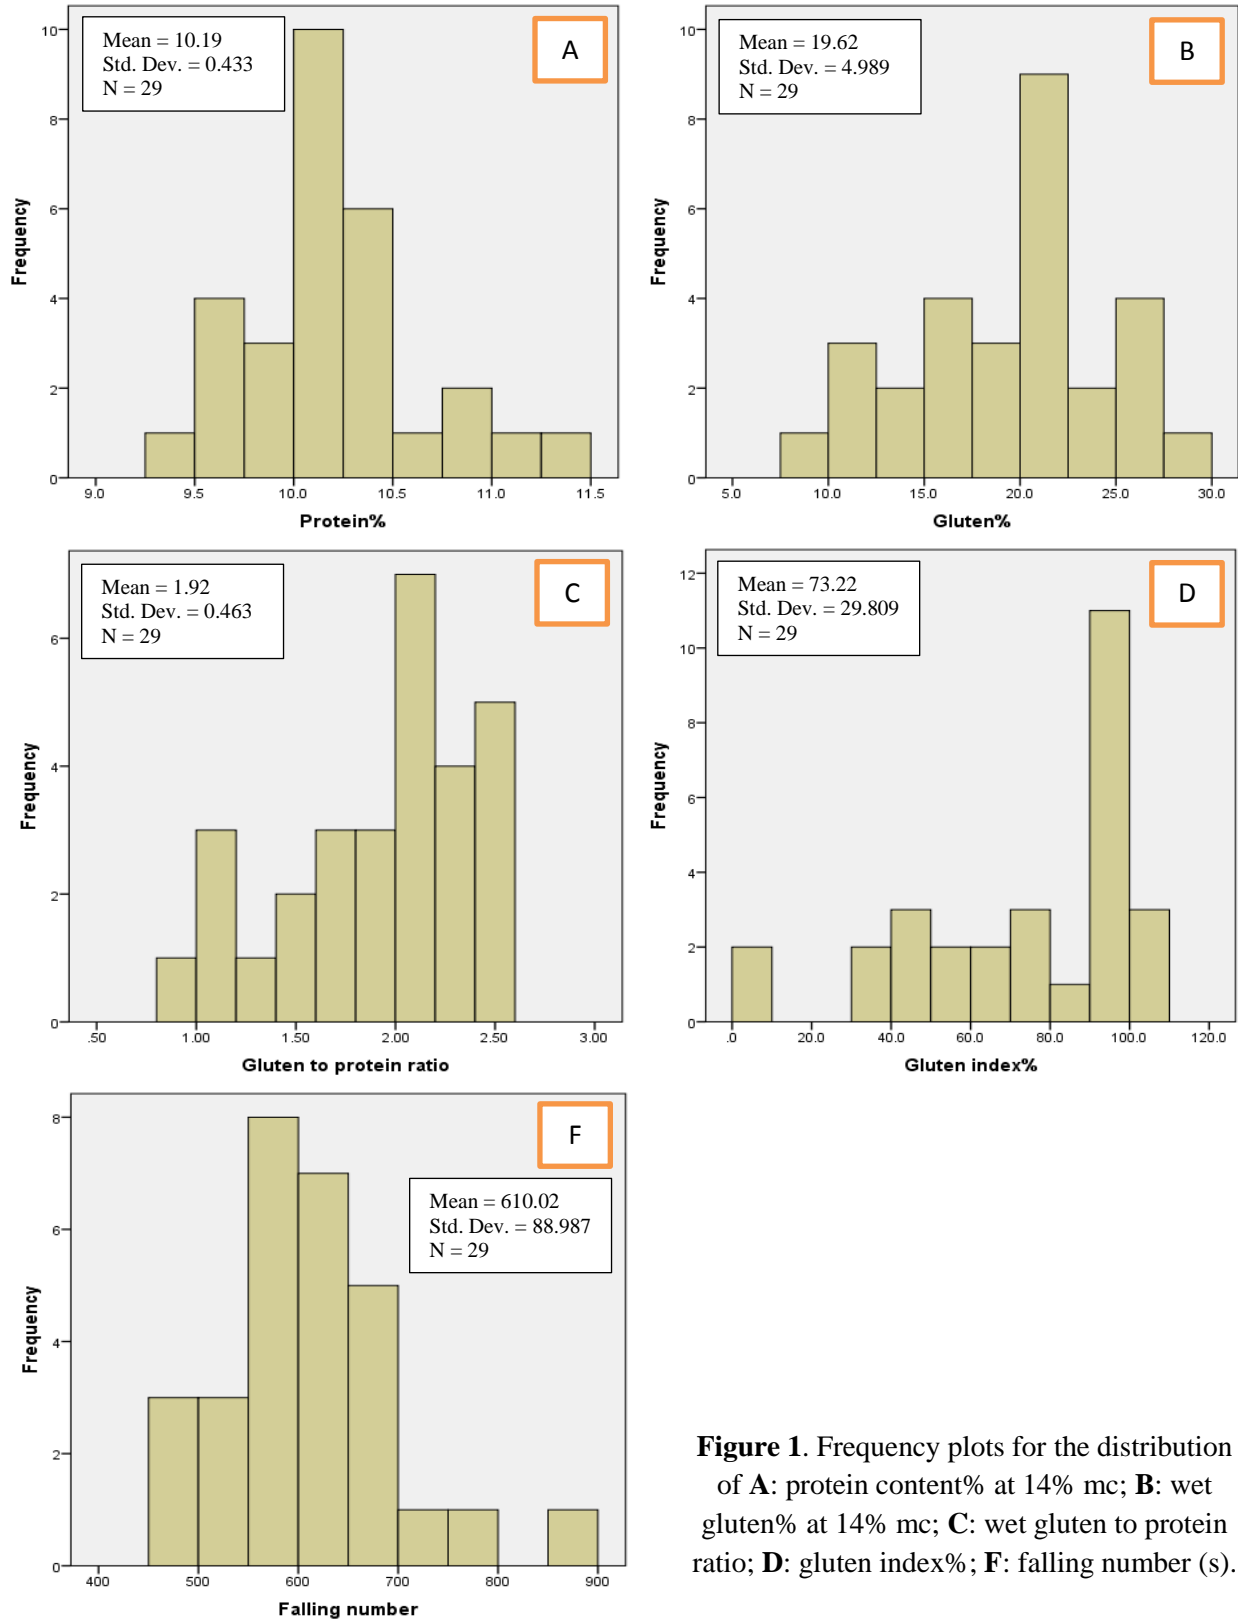 Mean = 10.19
Std. Dev. = 0.433
N = 29
A
10
8
6
4
2
0
Frequency
9.0 9.5 10.0 10.5 11.0 11.5
Protein%
Mean = 19.62
Std. Dev. = 4.989
N = 29
B
10
8
6
4
2
0
Frequency
5.0 10.0 15.0 20.0 25.0 30.0
Gluten%
Mean = 1.92
Std. Dev. = 0.463
N = 29
C
6
4
2
0
Frequency
.50 1.00 1.50 2.00 2.50 3.00
Gluten to protein ratio
Mean = 73.22
Std. Dev. = 29.809
N = 29
D
12
10
8
6
4
2
0
Frequency
.0 20.0 40.0 60.0 80.0 100.0 120.0
Gluten index%
F
Mean = 610.02
Std. Dev. = 88.987
N = 29
8
6
4
2
0
Frequency
400 500 600 700 800 900
Falling number
Figure 1. Frequency plots for the distribution
of A: protein content% at 14% mc; B: wet
gluten% at 14% mc; C: wet gluten to protein
ratio; D: gluten index%; F: falling number (s).